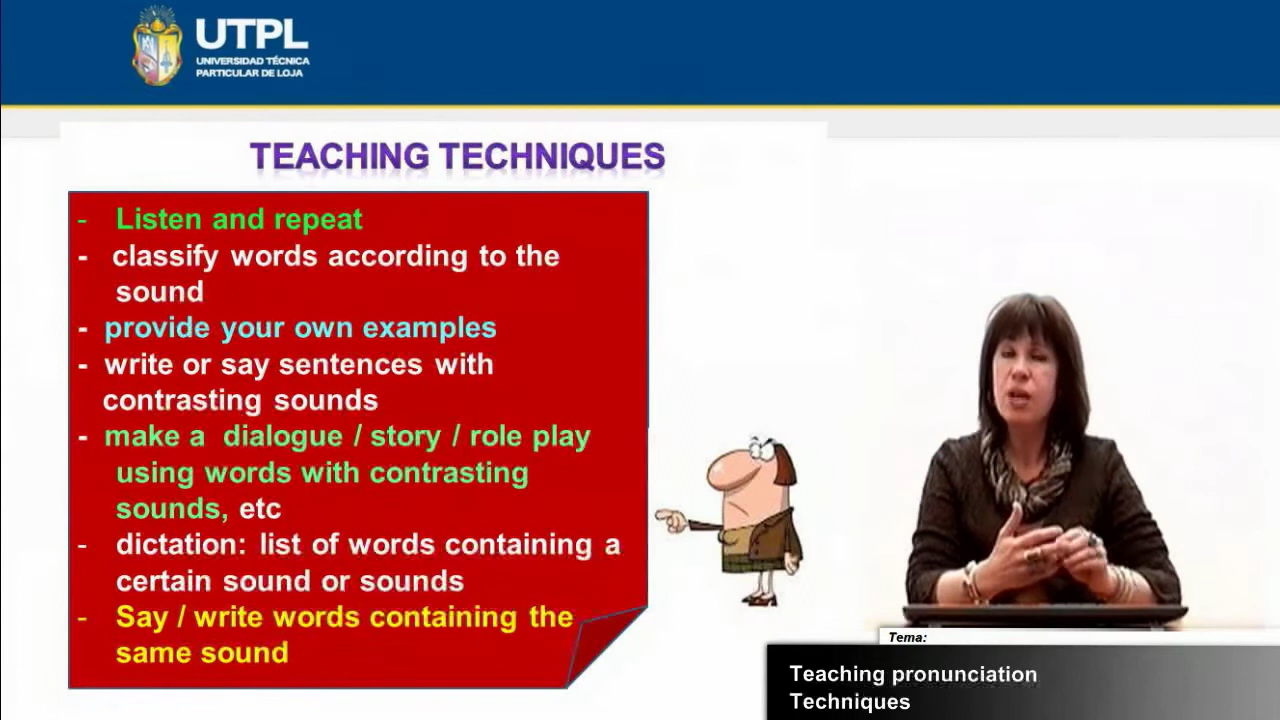 UTPL
UNIVERSIDAD TÉCNICA
PARTICULAR DE LOJA
TEACHING TECHNIQUES
- Listen and repeat
- classify words according to the
sound
- provide your own examples
- write or say sentences with
contrasting sounds
- make a dialogue / story / role play
using words with contrasting
sounds, etc
- dictation: list of words containing a
certain sound or sounds
- Say / write words containing the
same sound
Tema:
Teaching pronunciation
Techniques